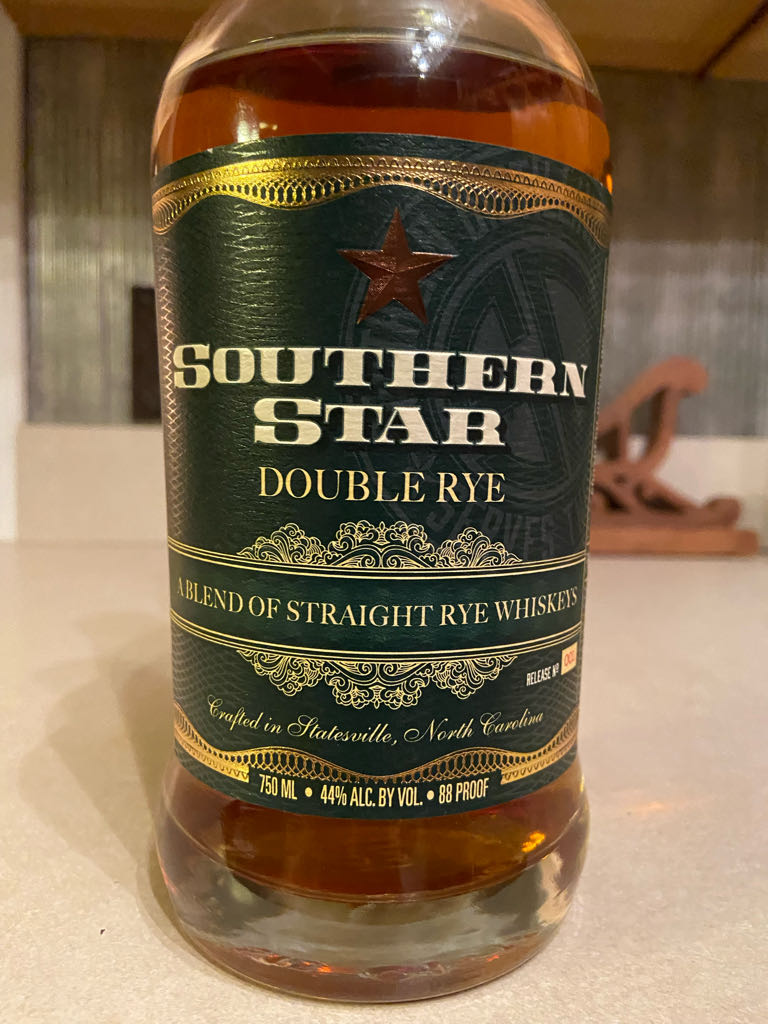 SOUTHERN
STAR
DOUBLE RYE
A BLEND OF STRAIGHT RYE WHISKEYS
RELEASE Nº 002
Crafted in Statesville, North Carolina
750 ML • 44% ALC. BY VOL. • 88 PROOF